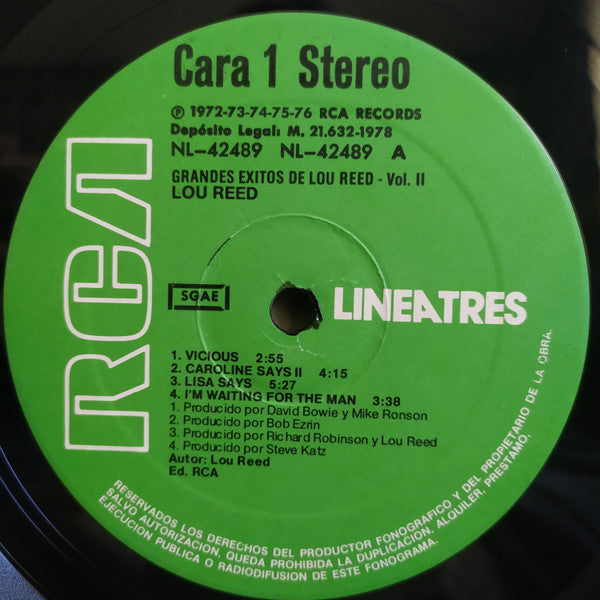 Cara 1 Stereo
℗ 1972-73-74-75-76 RCA RECORDS
Depósito Legal: M. 21.632-1978
NL-42489 NL-42489 A
GRANDES EXITOS DE LOU REED - Vol. II
LOU REED
RCA
SGAE
LINEATRES
1. VICIOUS 2:55
2. CAROLINE SAYS II 4:15
3. LISA SAYS 5:27
4. I'M WAITING FOR THE MAN 3:38
1. Producido por David Bowie y Mike Ronson
2. Producido por Bob Ezrin
3. Producido por Richard Robinson y Lou Reed
4. Producido por Steve Katz
Autor: Lou Reed
Ed. RCA
RESERVADOS LOS DERECHOS DEL PRODUCTOR FONOGRAFICO Y DEL PROPIETARIO DE LA OBRA.
SALVO AUTORIZACION, QUEDA PROHIBIDA LA DUPLICACION, ALQUILER, PRESTAMO,
EJECUCION PUBLICA O RADIODIFUSION DE ESTE FONOGRAMA.